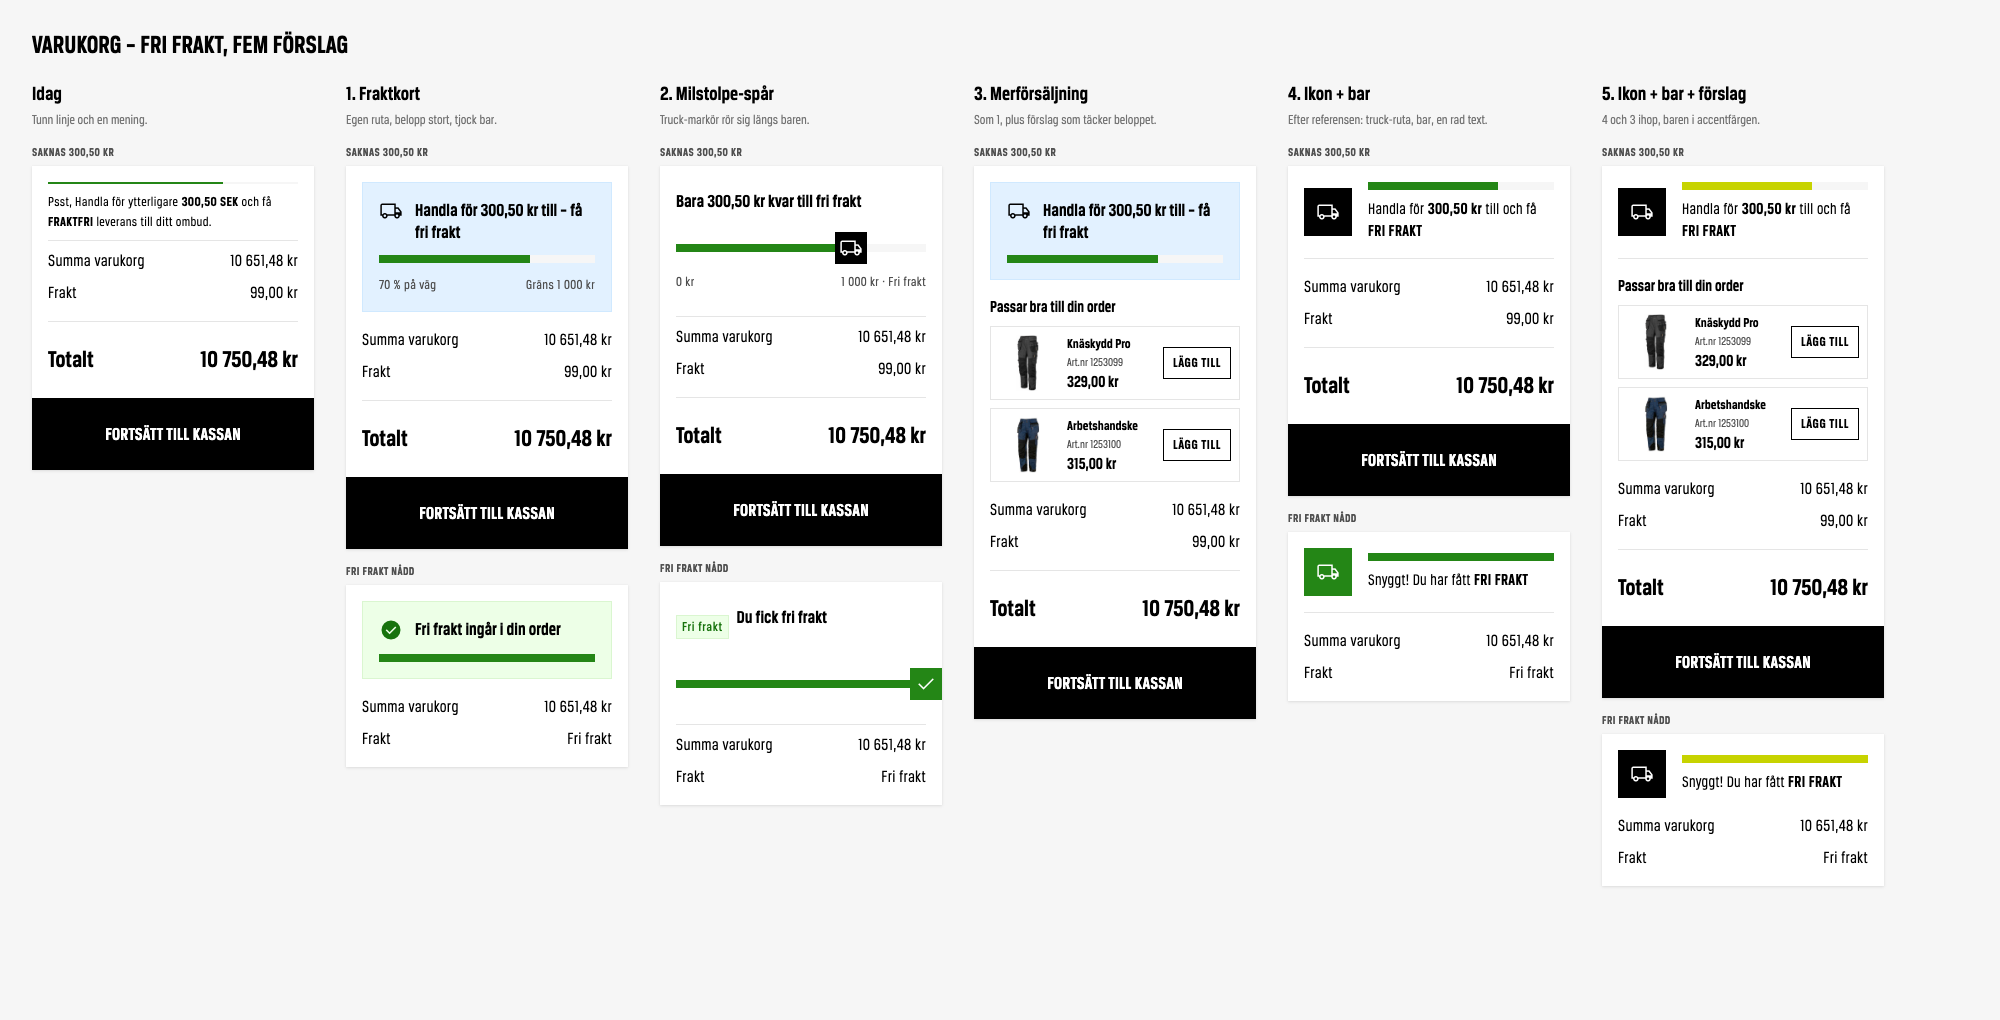 VARUKORG – FRI FRAKT, FEM FÖRSLAG
Idag
Tunn linje och en mening.
SAKNAS 300,50 KR
Psst, Handla för ytterligare 300,50 SEK och få
FRAKTFRI leverans till ditt ombud.
Summa varukorg 10 651,48 kr
Frakt 99,00 kr
Totalt 10 750,48 kr
FORTSÄTT TILL KASSAN
1. Fraktkort
Egen ruta, belopp stort, tjock bar.
SAKNAS 300,50 KR
Handla för 300,50 kr till – få
fri frakt
70 % på väg Gräns 1 000 kr
Summa varukorg 10 651,48 kr
Frakt 99,00 kr
Totalt 10 750,48 kr
FORTSÄTT TILL KASSAN
FRI FRAKT NÅDD
Fri frakt ingår i din order
Summa varukorg 10 651,48 kr
Frakt Fri frakt
2. Milstolpe-spår
Truck-markör rör sig längs baren.
SAKNAS 300,50 KR
Bara 300,50 kr kvar till fri frakt
0 kr 1 000 kr · Fri frakt
Summa varukorg 10 651,48 kr
Frakt 99,00 kr
Totalt 10 750,48 kr
FORTSÄTT TILL KASSAN
FRI FRAKT NÅDD
Fri frakt Du fick fri frakt
Summa varukorg 10 651,48 kr
Frakt Fri frakt
3. Merförsäljning
Som 1, plus förslag som täcker beloppet.
SAKNAS 300,50 KR
Handla för 300,50 kr till – få
fri frakt
Passar bra till din order
Knäskydd Pro
Art.nr 1253099
329,00 kr
LÄGG TILL
Arbetshandske
Art.nr 1253100
315,00 kr
LÄGG TILL
Summa varukorg 10 651,48 kr
Frakt 99,00 kr
Totalt 10 750,48 kr
FORTSÄTT TILL KASSAN
4. Ikon + bar
Efter referensen: truck-ruta, bar, en rad text.
SAKNAS 300,50 KR
Handla för 300,50 kr till och få
FRI FRAKT
Summa varukorg 10 651,48 kr
Frakt 99,00 kr
Totalt 10 750,48 kr
FORTSÄTT TILL KASSAN
FRI FRAKT NÅDD
Snyggt! Du har fått FRI FRAKT
Summa varukorg 10 651,48 kr
Frakt Fri frakt
5. Ikon + bar + förslag
4 och 3 ihop, baren i accentfärgen.
SAKNAS 300,50 KR
Handla för 300,50 kr till och få
FRI FRAKT
Passar bra till din order
Knäskydd Pro
Art.nr 1253099
329,00 kr
LÄGG TILL
Arbetshandske
Art.nr 1253100
315,00 kr
LÄGG TILL
Summa varukorg 10 651,48 kr
Frakt 99,00 kr
Totalt 10 750,48 kr
FORTSÄTT TILL KASSAN
FRI FRAKT NÅDD
Snyggt! Du har fått FRI FRAKT
Summa varukorg 10 651,48 kr
Frakt Fri frakt